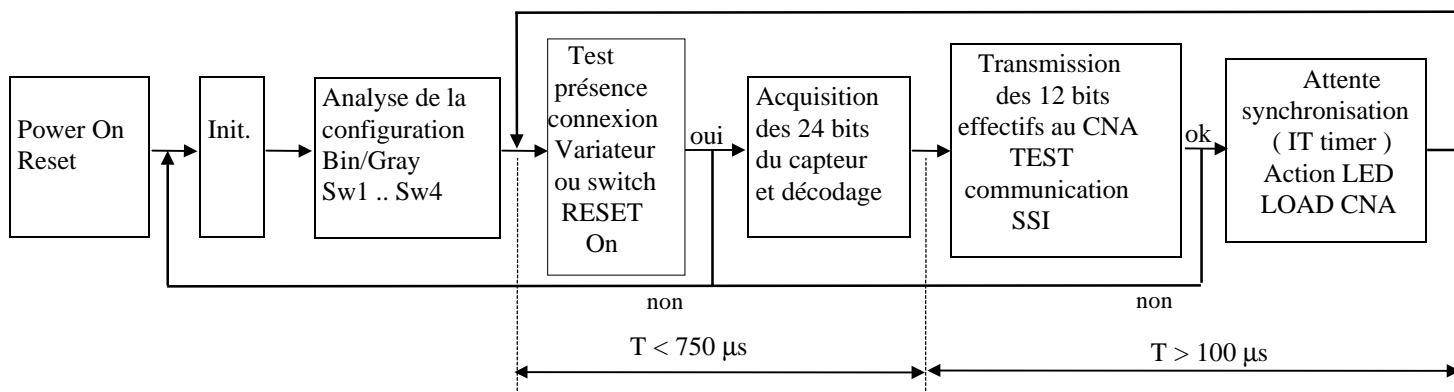 Power On
Reset
Init.
Analyse de la
configuration
Bin/Gray
Sw1 .. Sw4
Test
présence
connexion
Variateur
ou switch
RESET
On
oui
Acquisition
des 24 bits
du capteur
et décodage
Transmission
des 12 bits
effectifs au CNA
TEST
communication
SSI
ok
Attente
synchronisation
( IT timer )
Action LED
LOAD CNA
non
non
T < 750 μs
T > 100 μs